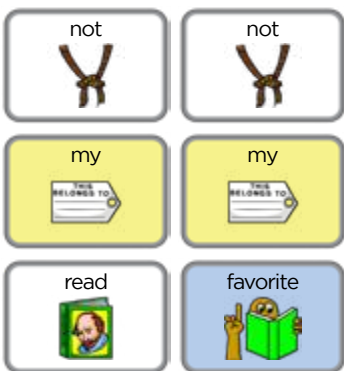 not not
my my
THIS BELONGS TO THIS BELONGS TO
read favorite